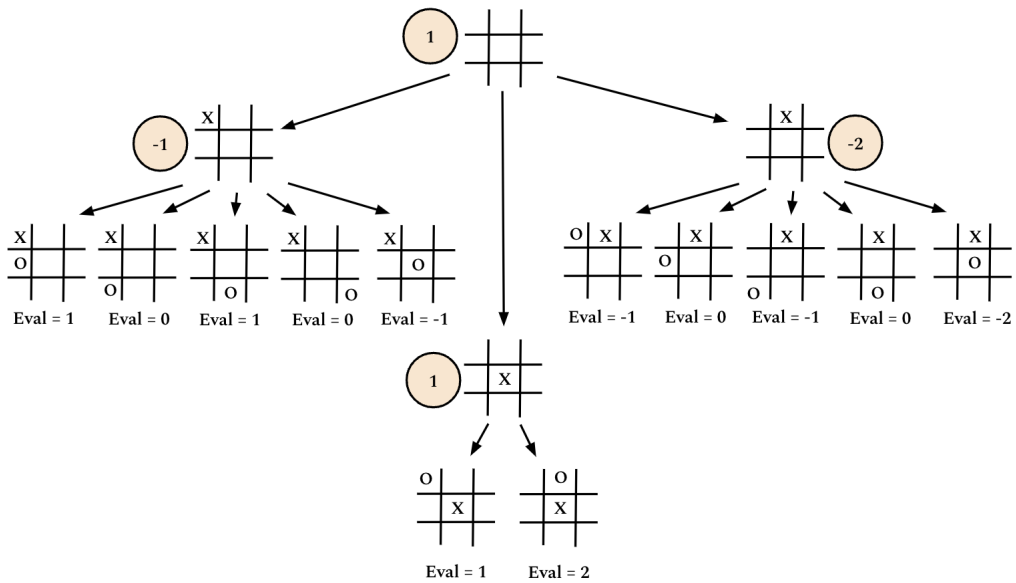 1
X
-1
X
-2
X
O
X
O
X
O
X
O
X
O
O X
X
O
X
O
X
O
X
O
Eval = 1
Eval = 0
Eval = 1
Eval = 0
Eval = -1
Eval = -1
Eval = 0
Eval = -1
Eval = 0
Eval = -2
1
X
O
X
O
X
Eval = 1
Eval = 2